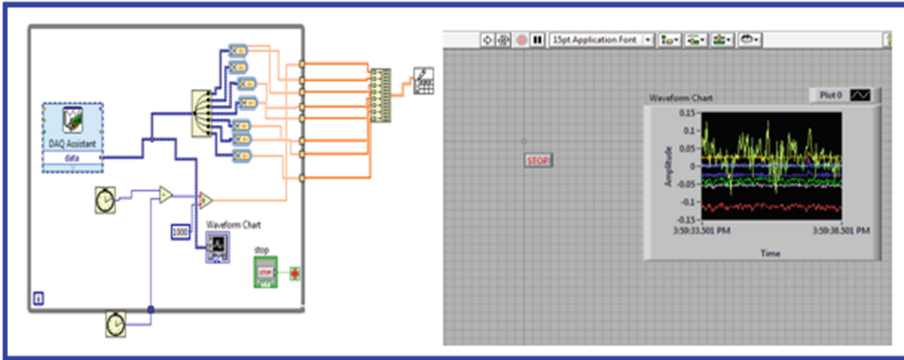 DAQ Assistant
data
1000
Waveform Chart
stop
STOP
i
15pt Application Font
STOP
Waveform Chart
Plot 0
Amplitude
0.15
0.1
0.05
0
-0.05
-0.1
-0.15
3:59:33.501 PM
3:59:38.501 PM
Time